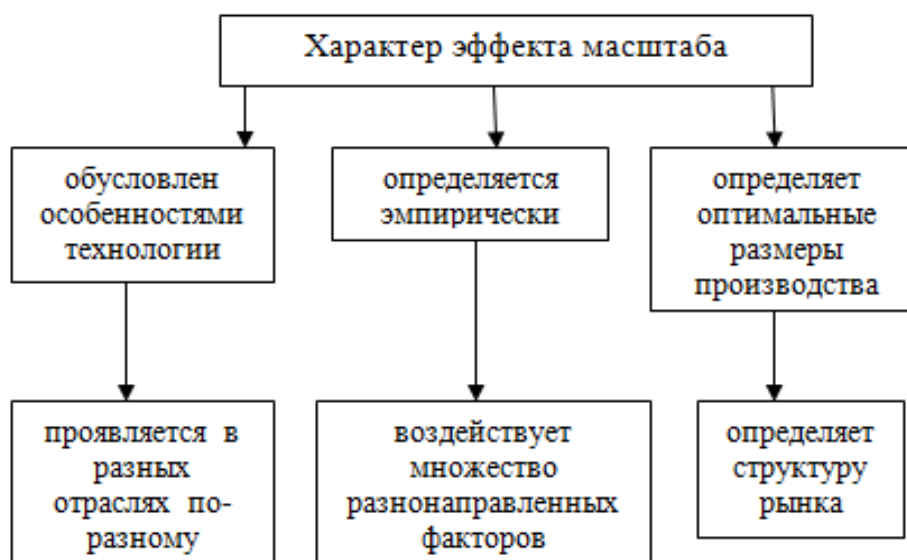 Характер эффекта масштаба
обусловлен
особенностями
технологии
определяется
эмпирически
определяет
оптимальные
размеры
производства
проявляется в
разных
отраслях по-
разному
воздействует
множество
разнонаправленных
факторов
определяет
структуру
рынка